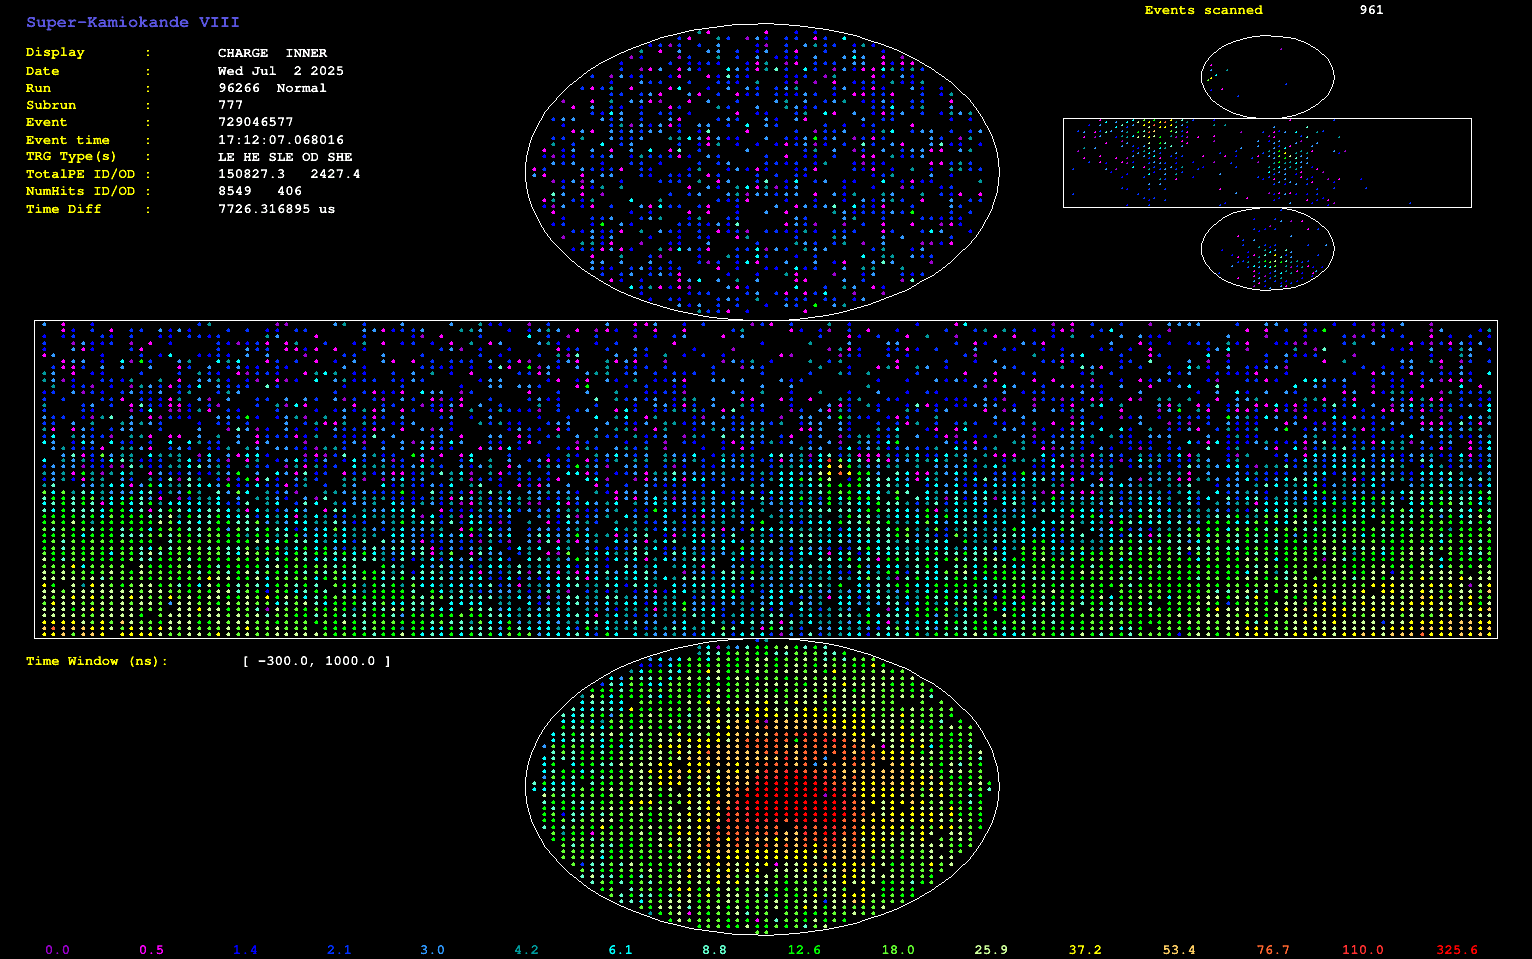 Super-Kamiokande VIII
Events scanned 961
Display : CHARGE INNER
Date : Wed Jul 2 2025
Run : 96266 Normal
Subrun : 777
Event : 729046577
Event time : 17:12:07.068016
TRG Type(s) : LE HE SLE OD SHE
TotalPE ID/OD : 150827.3 2427.4
NumHits ID/OD : 8549 406
Time Diff : 7726.316895 us
Time Window (ns): [ -300.0, 1000.0 ]
0.0 0.5 1.4 2.1 3.0 4.2 6.1 8.8 12.6 18.0 25.9 37.2 53.4 76.7 110.0 325.6